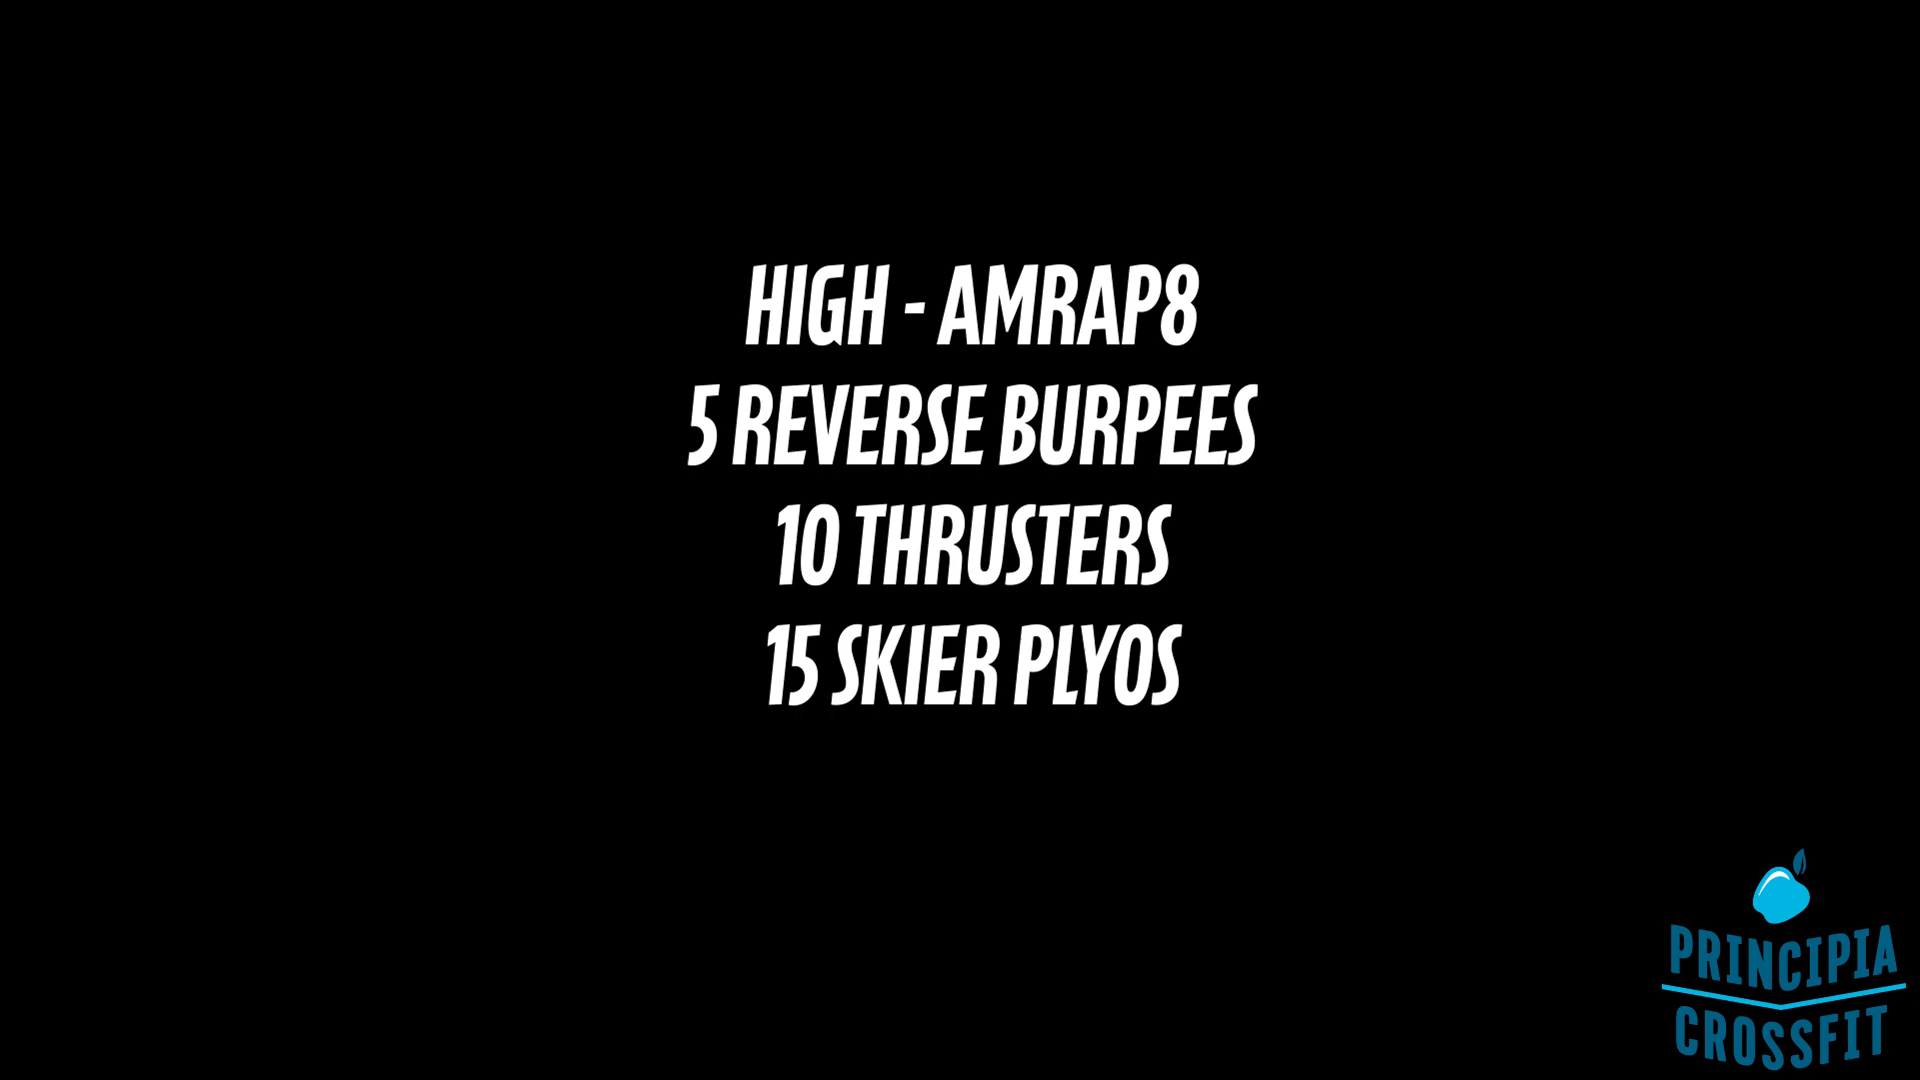 HIGH - AMRAP8
5 REVERSE BURPEES
10 THRUSTERS
15 SKIER PLYOS
PRINCIPIA
CROSSFIT